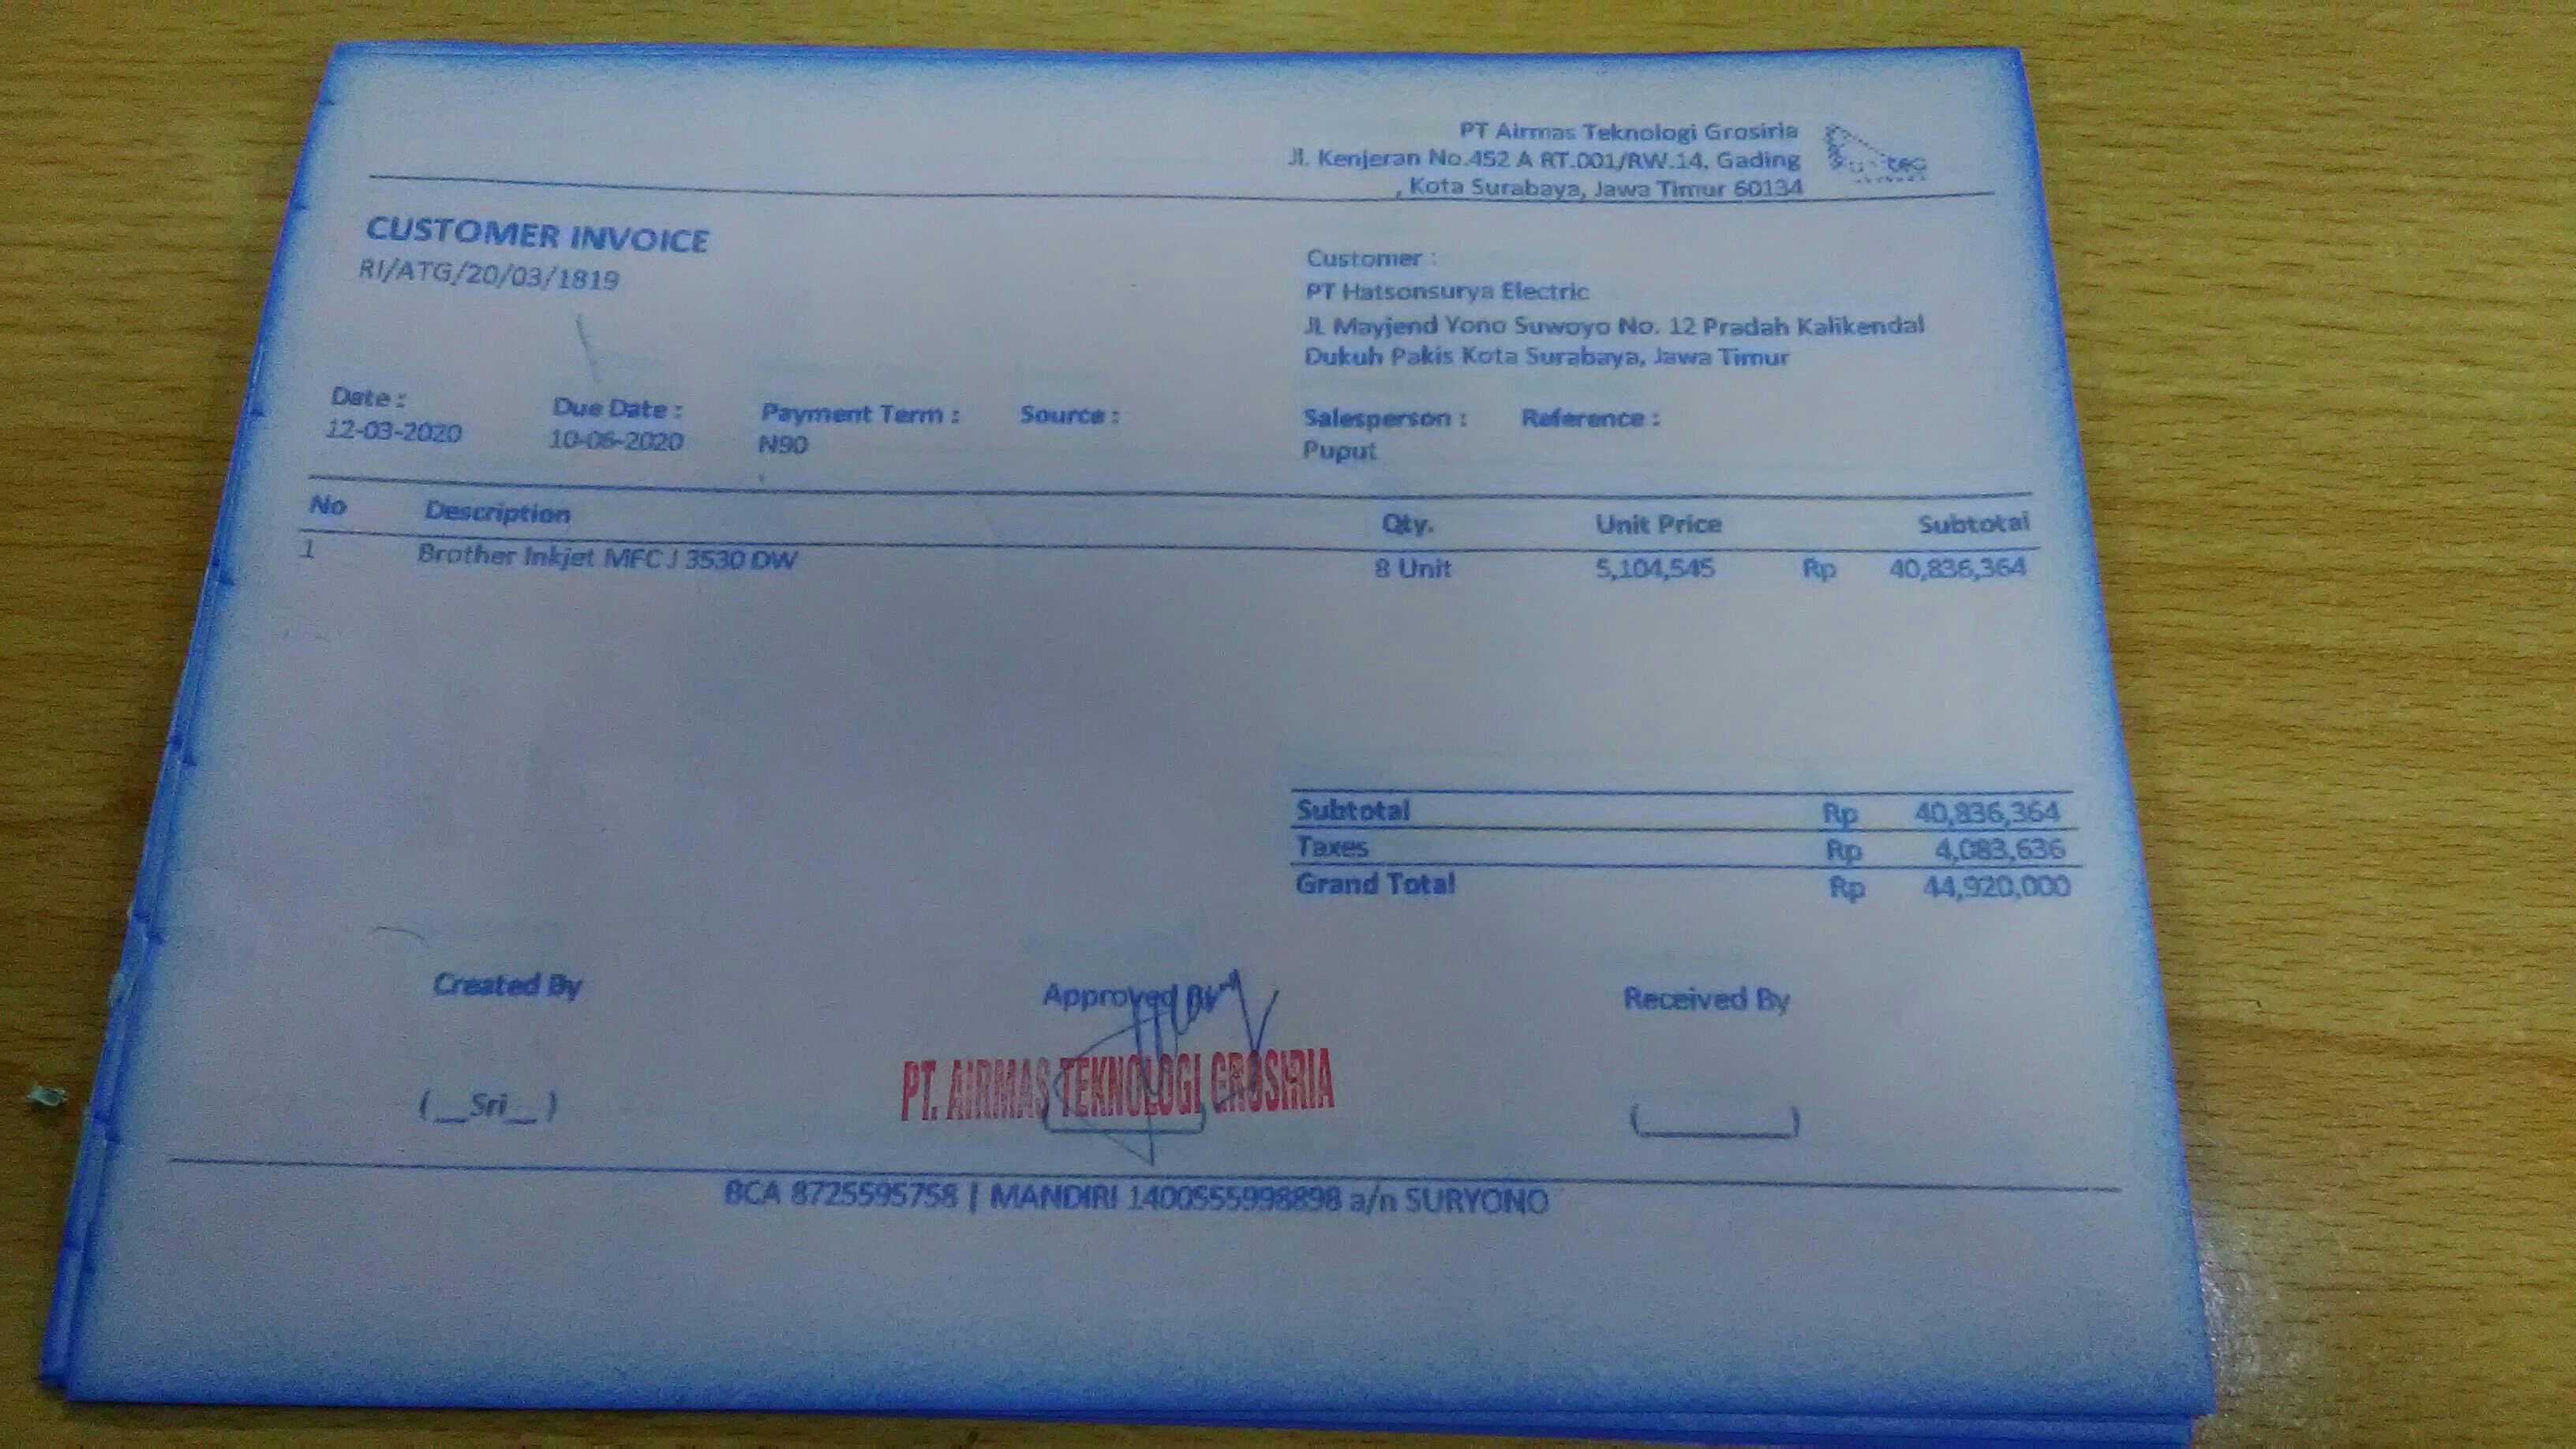 PT Airmas Teknologi Grosiria
Jl. Kenjeran No.452 A RT.001/RW.14, Gading
, Kota Surabaya, Jawa Timur 60134
CUSTOMER INVOICE
RI/ATG/20/03/1819
Customer :
PT Hatsonsurya Electric
Jl. Mayjend Yono Suwoyo No. 12 Pradah Kalikendal
Dukuh Pakis Kota Surabaya, Jawa Timur
Date : Due Date : Payment Term : Source : Salesperson : Reference :
12-03-2020 10-06-2020 N90 Puput
No Description Qty. Unit Price Subtotal
1 Brother Inkjet MFC J 3530 DW 8 Unit 5,104,545 Rp 40,836,364
Subtotal Rp 40,836,364
Taxes Rp 4,083,636
Grand Total Rp 44,920,000
Created By Approved By Received By
PT. AIRMAS TEKNOLOGI GROSIRIA
(__Sri__)
BCA 8725595758 | MANDIRI 1400555998898 a/n SURYONO